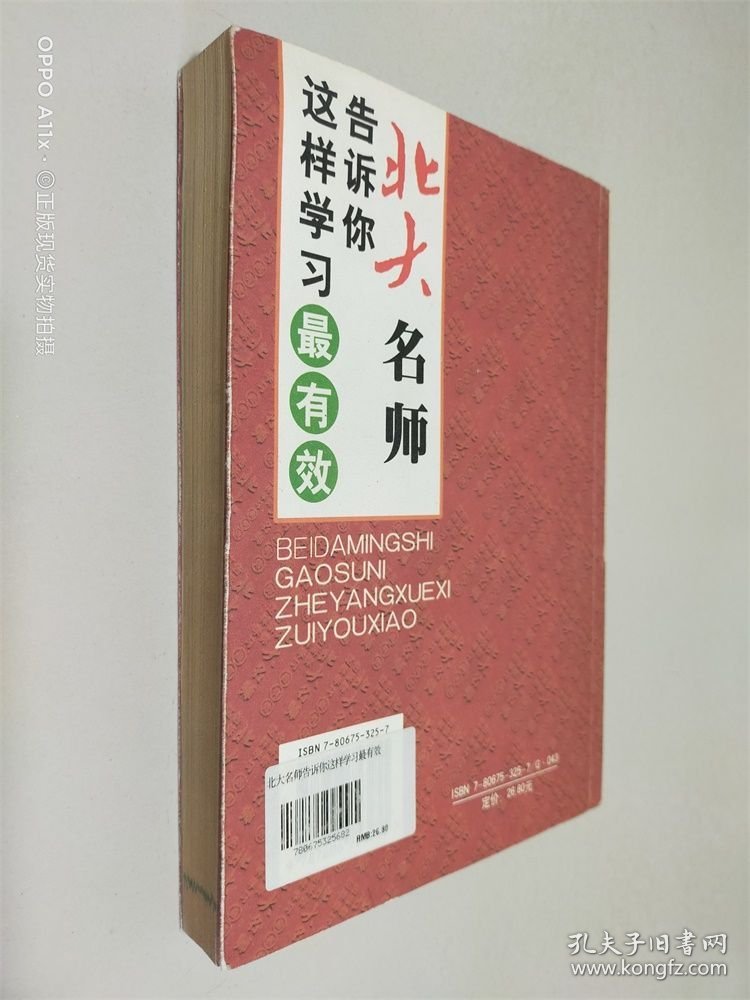 北大名师
告诉你
这样学习
最有效
BEIDAMINGSHI
GAOSUNI
ZHEYANGXUEXI
ZUIYOUXIAO
ISBN 7-80675-325-7
北大名师告诉你这样学习最有效
780675325682
RMB:26.80
ISBN 7-80675-325-7/G·043
定价：26.80元
OPPO A11x · ©正版现货实物拍摄
孔夫子旧书网
www.kongfz.com